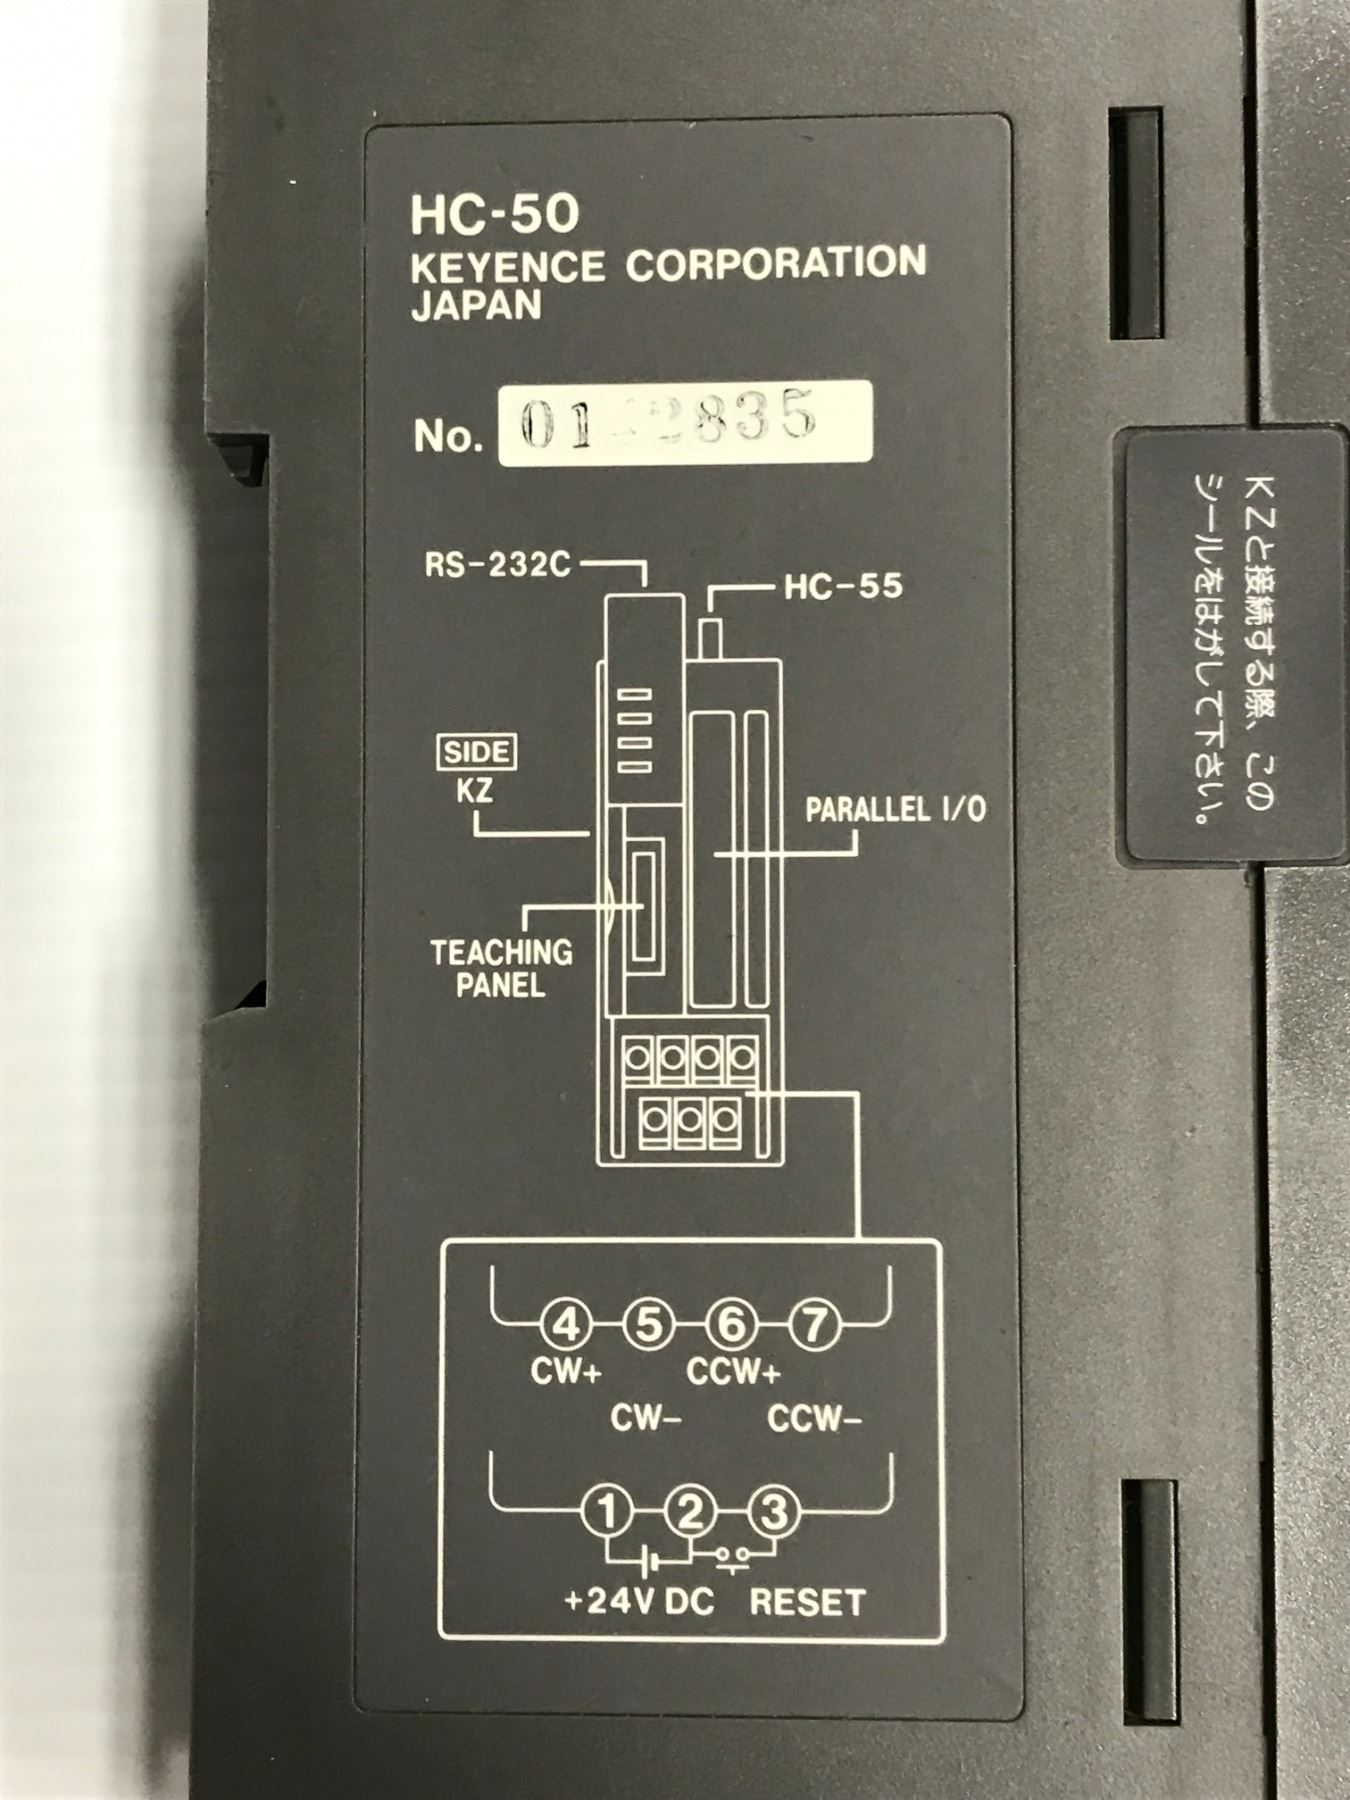 HC-50
KEYENCE CORPORATION
JAPAN
No.
RS-232C
HC-55
SIDE
KZ
PARALLEL I/O
TEACHING
PANEL
4 5 6 7
CW+ CCW+
CW- CCW-
1 2 3
+24V DC RESET
KZと接続する際、この
シールをはがして下さい。